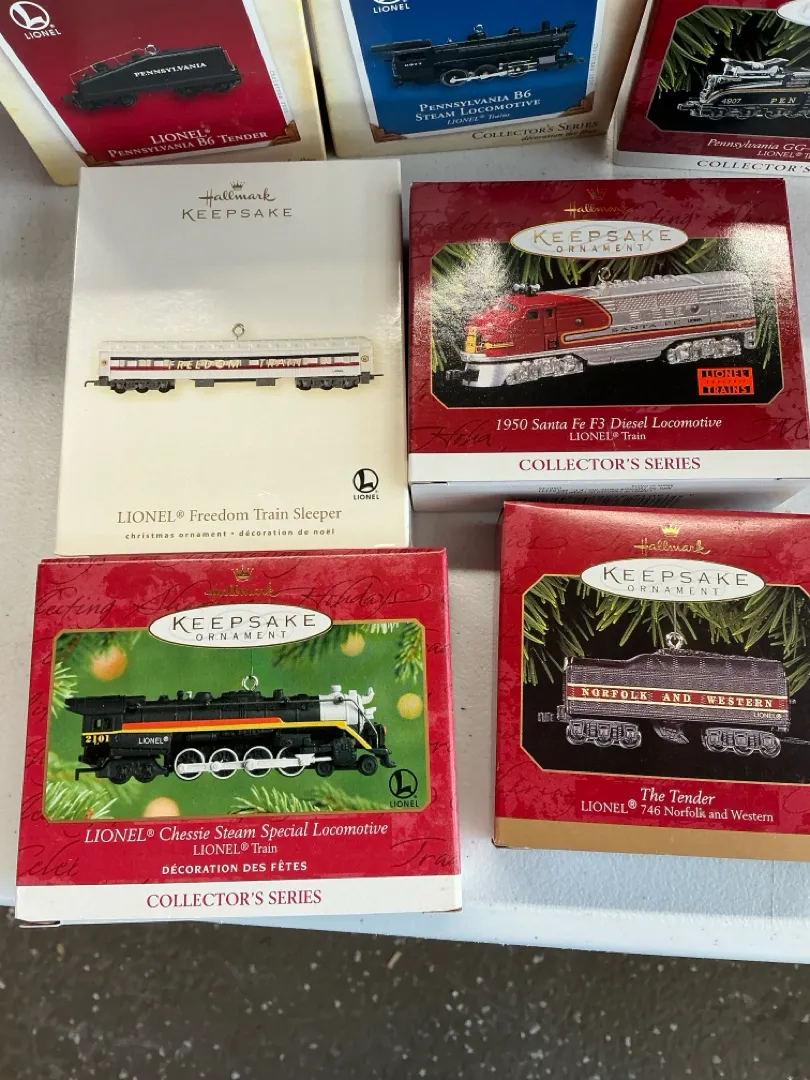 LIONEL
PENNSYLVANIA
LIONEL®
PENNSYLVANIA B6 TENDER
LIONEL
PENNSYLVANIA B6
STEAM LOCOMOTIVE
LIONEL® Trains
COLLECTOR'S SERIES
4907
PEN
Pennsylvania GG-
LIONEL®
COLLECTOR'S
Hallmark
KEEPSAKE
FREEDOM TRAIN
LIONEL
LIONEL® Freedom Train Sleeper
christmas ornament • décoration de noël
Hallmark
KEEPSAKE
ORNAMENT
SANTA FE
LIONEL
TRAINS
1950 Santa Fe F3 Diesel Locomotive
LIONEL® Train
COLLECTOR'S SERIES
Hallmark
KEEPSAKE
ORNAMENT
2101
LIONEL®
LIONEL
LIONEL® Chessie Steam Special Locomotive
LIONEL® Train
DÉCORATION DES FÊTES
COLLECTOR'S SERIES
Hallmark
KEEPSAKE
ORNAMENT
NORFOLK AND WESTERN
LIONEL
The Tender
LIONEL® 746 Norfolk and Western